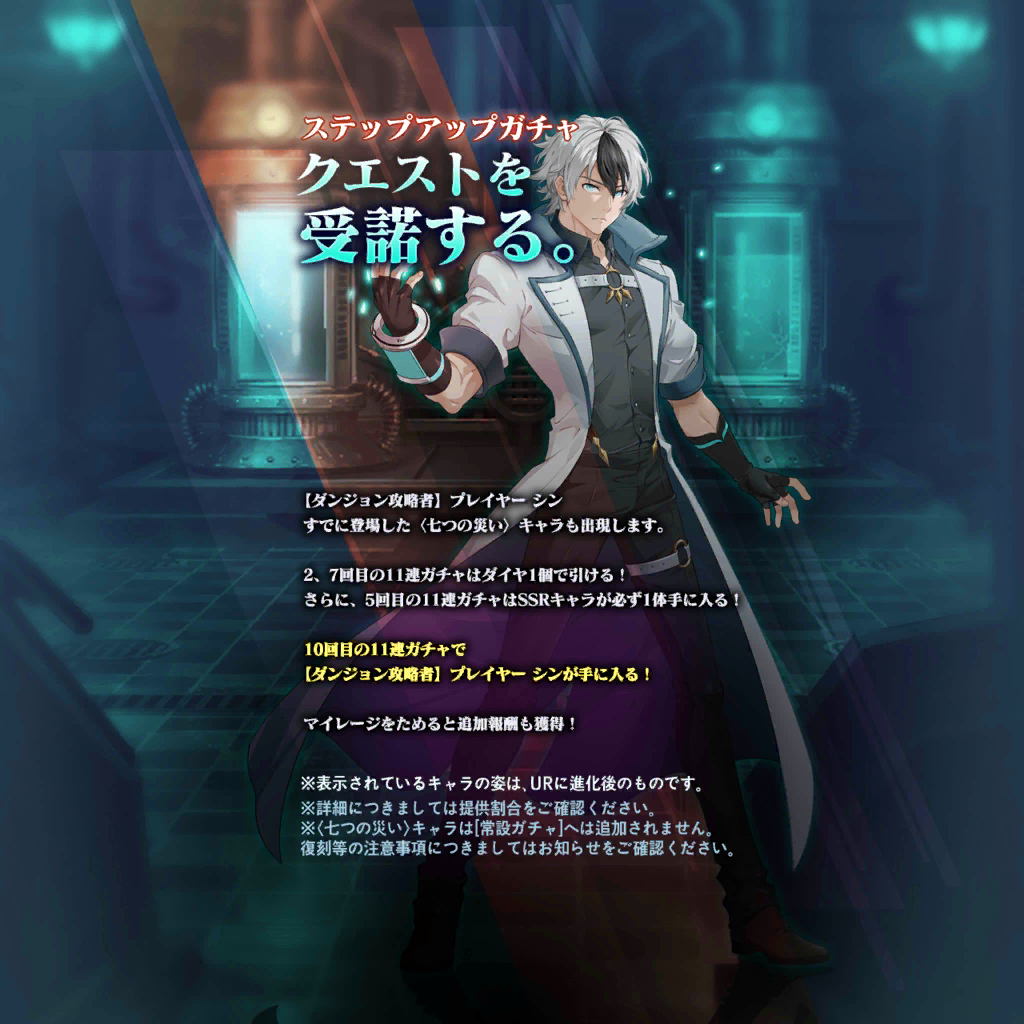 ステップアップガチャ
クエストを
受諾する。
【ダンジョン攻略者】プレイヤー シン
すでに登場した〈七つの災い〉キャラも出現します。
2、7回目の11連ガチャはダイヤ1個で引ける！
さらに、5回目の11連ガチャはSSRキャラが必ず1体手に入る！
10回目の11連ガチャで
【ダンジョン攻略者】プレイヤー シンが手に入る！
マイレージをためると追加報酬も獲得！
※表示されているキャラの姿は、URに進化後のものです。
※詳細につきましては提供割合をご確認ください。
※〈七つの災い〉キャラは[常設ガチャ]へは追加されません。
復刻等の注意事項につきましてはお知らせをご確認ください。